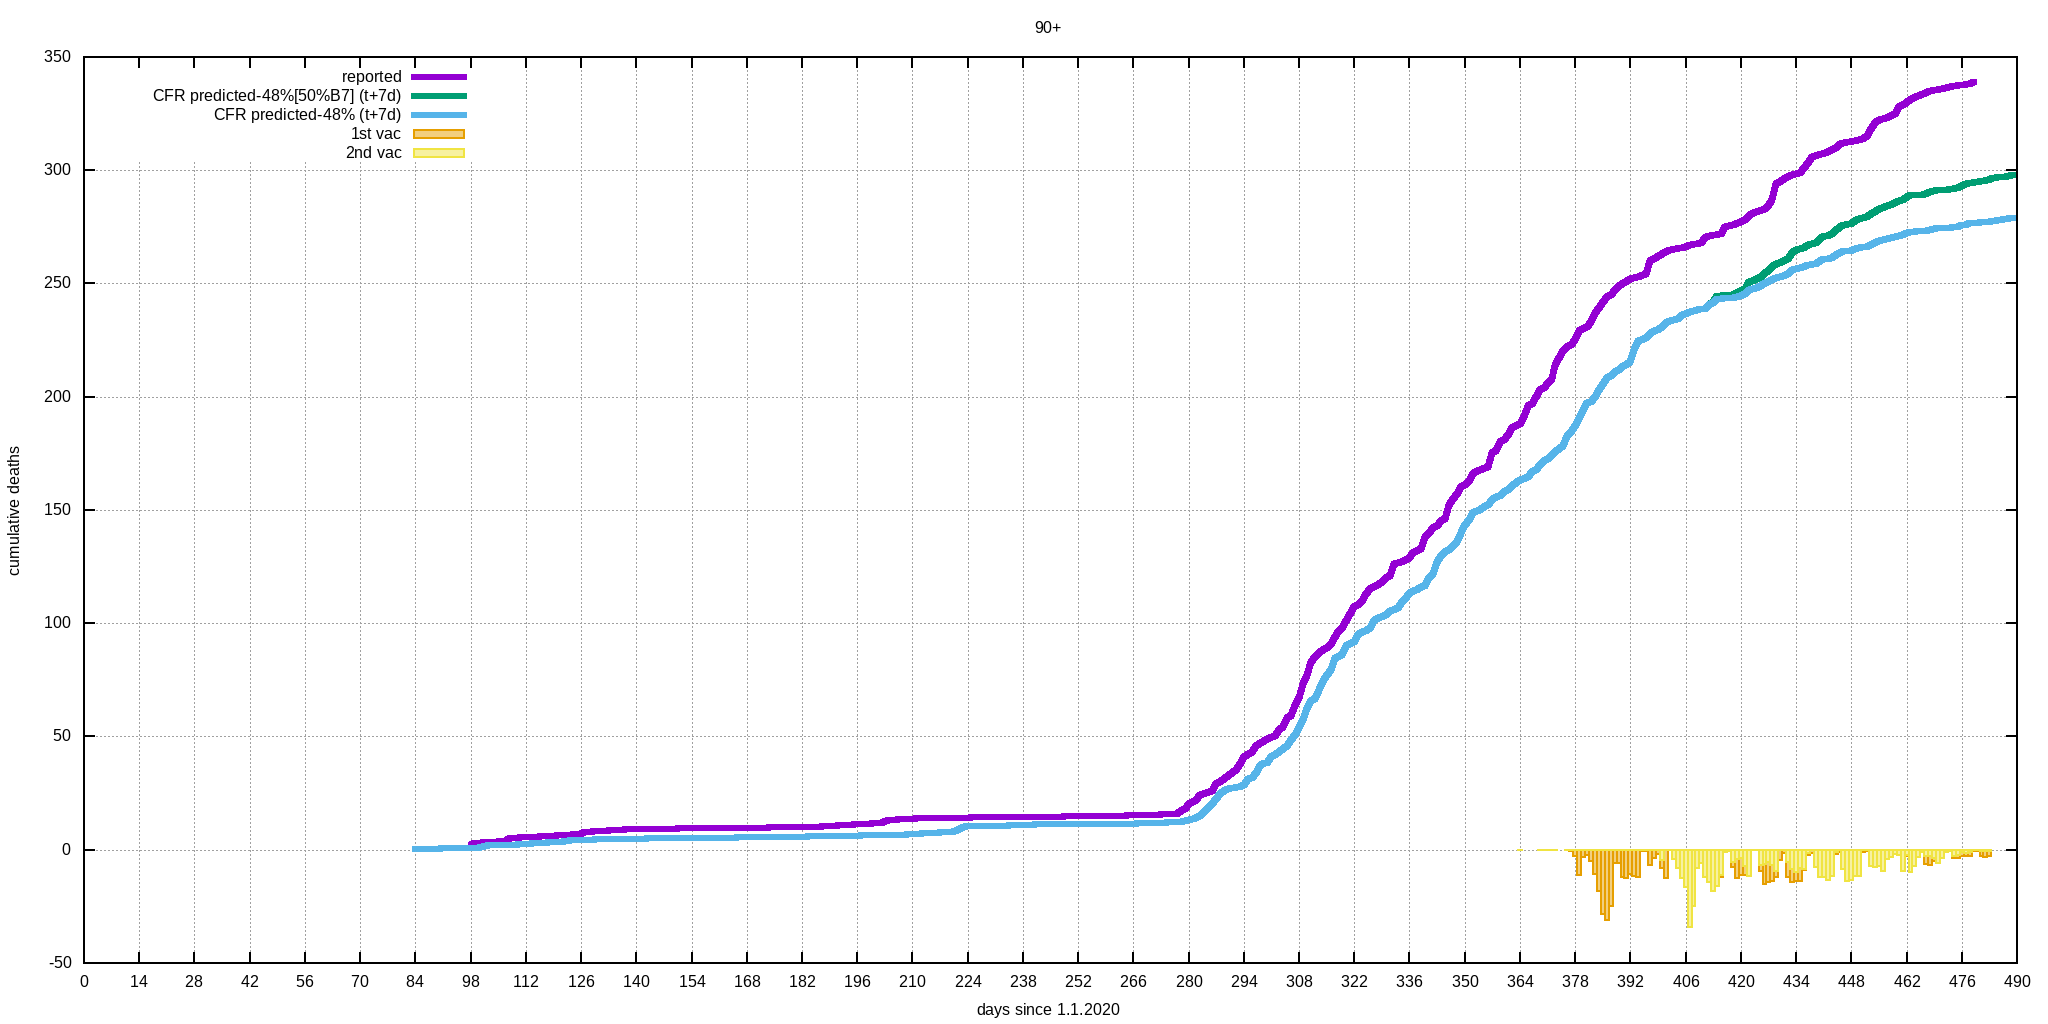 90+
350
300
250
200
150
100
50
0
-50
cumulative deaths
reported
CFR predicted-48%[50%B7] (t+7d)
CFR predicted-48% (t+7d)
1st vac
2nd vac
0 14 28 42 56 70 84 98 112 126 140 154 168 182 196 210 224 238 252 266 280 294 308 322 336 350 364 378 392 406 420 434 448 462 476 490
days since 1.1.2020